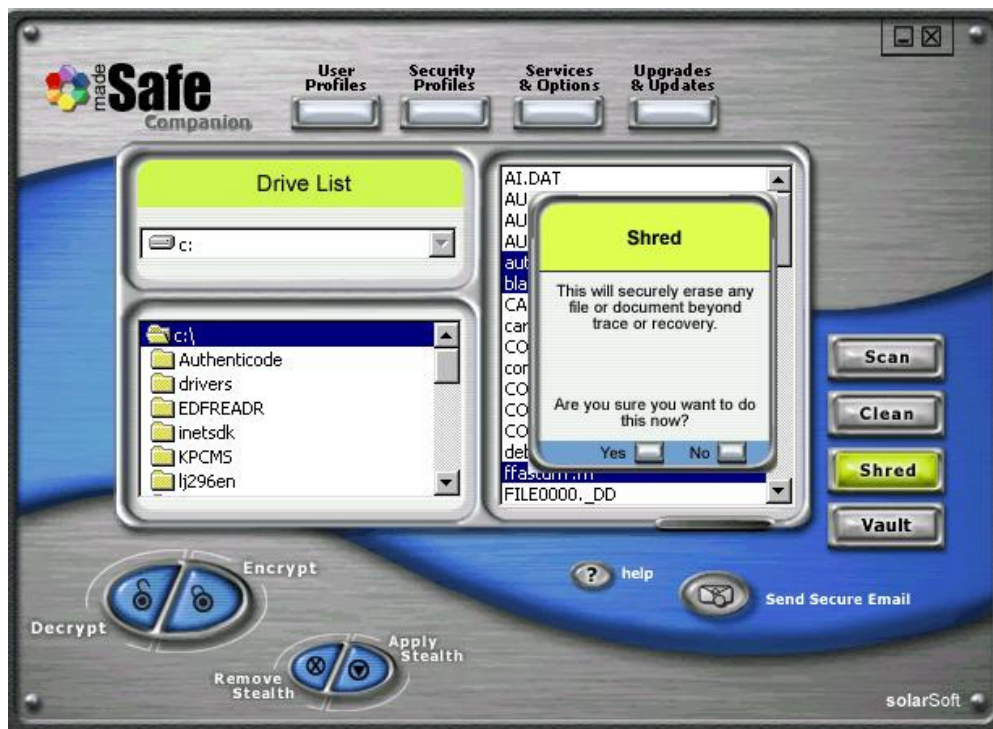 made
Safe
Companion
User
Profiles
Security
Profiles
Services
& Options
Upgrades
& Updates
Drive List
c:
c:\
Authenticode
drivers
EDFREADR
inetsdk
KPCMS
lj296en
AI.DAT
AU
AU
AU
aut
bla
CA
car
CO
CO
CO
CO
deb
FILE0000._DD
Shred
This will securely erase any
file or document beyond
trace or recovery.
Are you sure you want to do
this now?
Yes No
Scan
Clean
Shred
Vault
Encrypt
Decrypt
Apply
Stealth
Remove
Stealth
? help
Send Secure Email
solarSoft